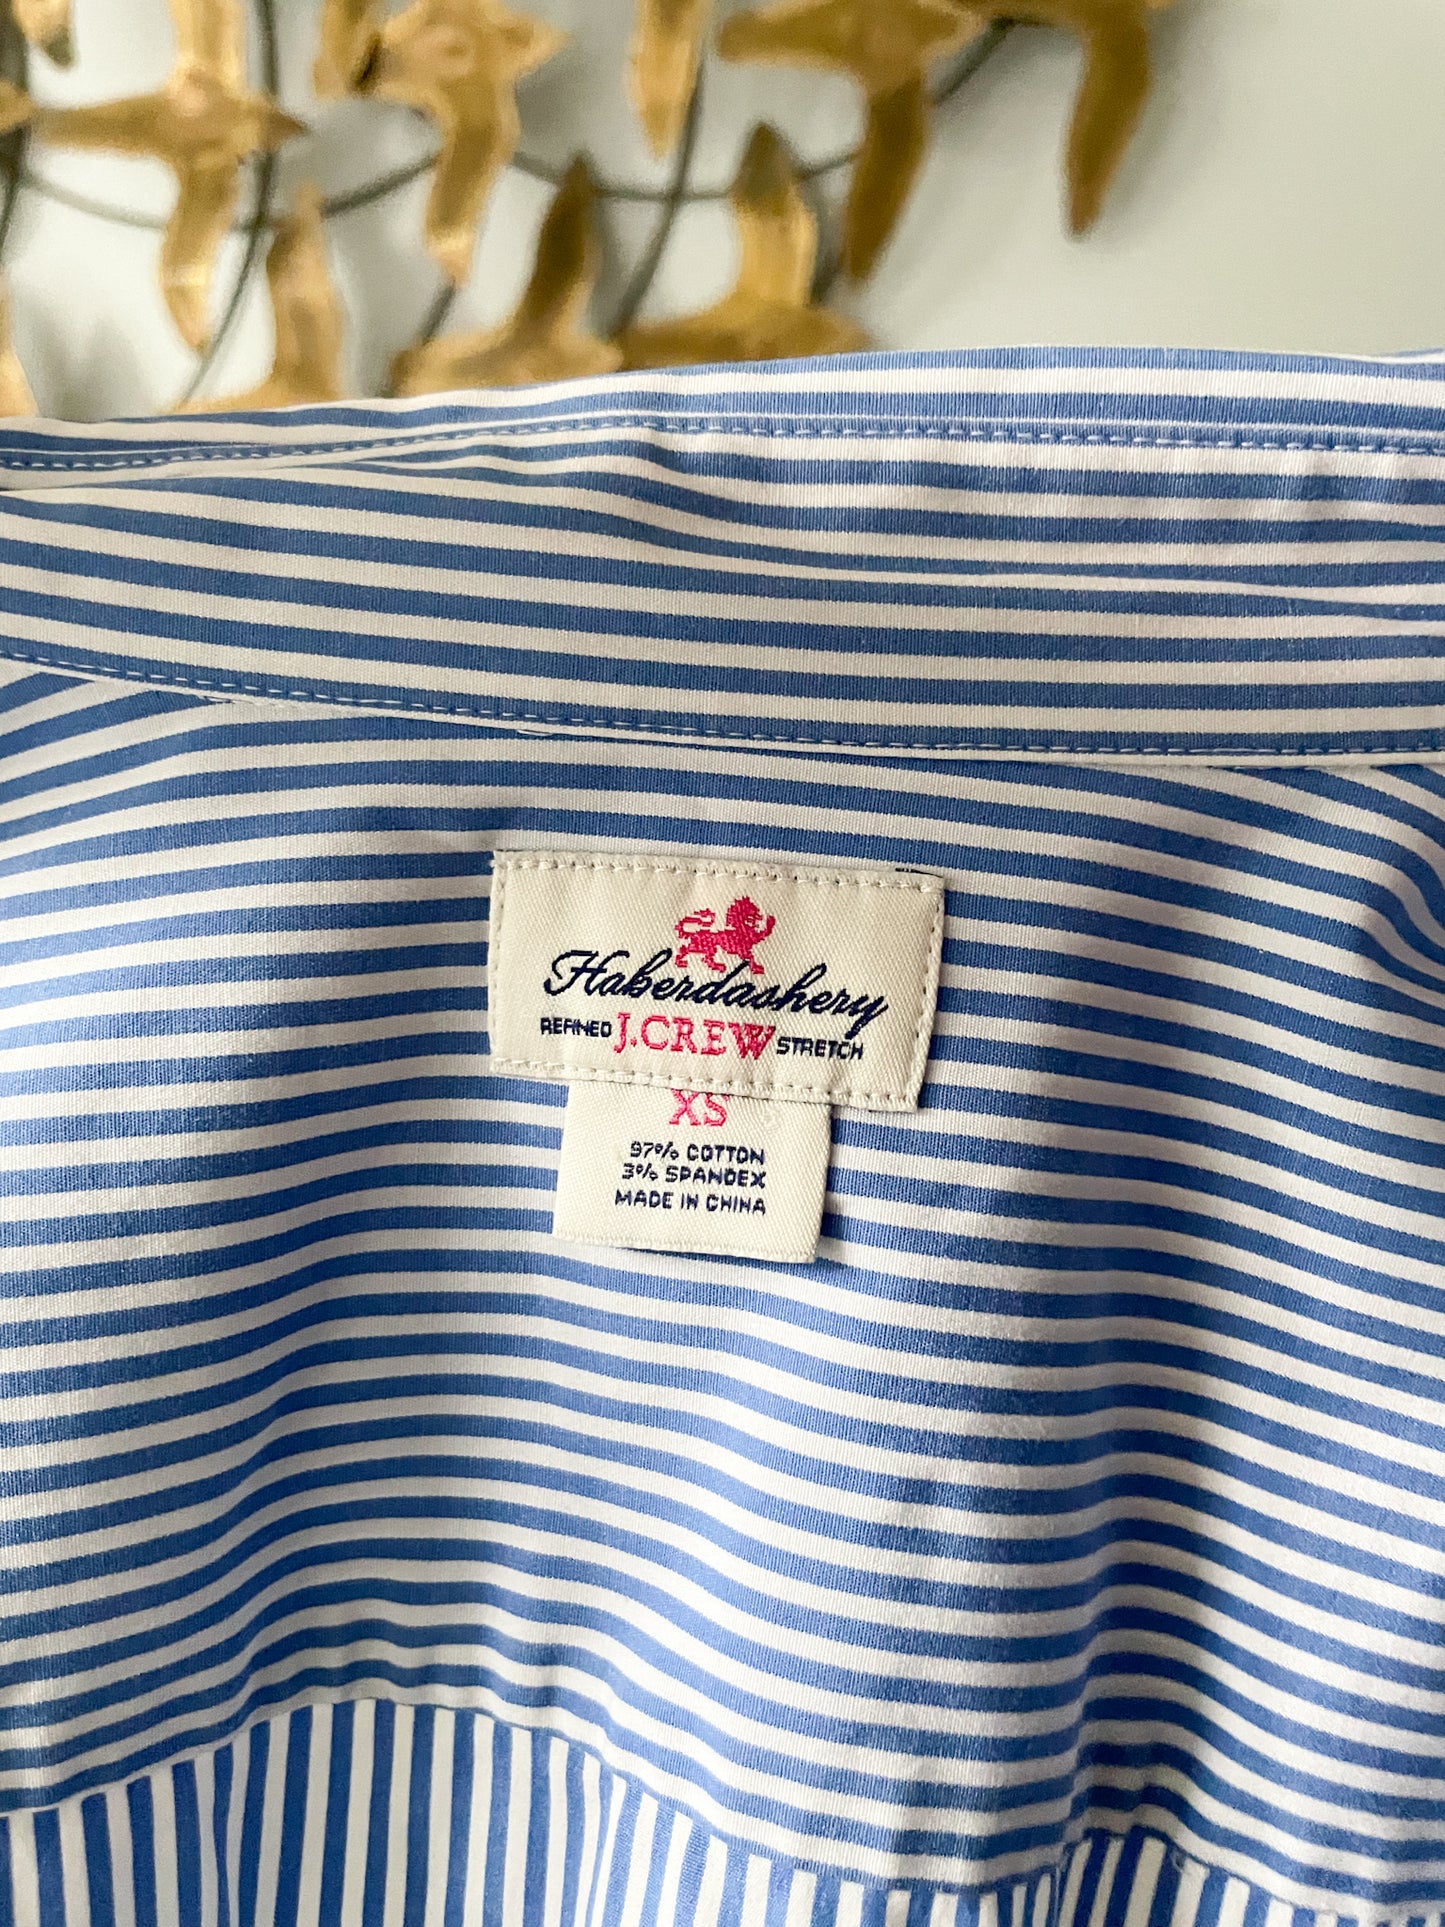 Haberdashery
REFINED J.CREW STRETCH
XS
97% COTTON
3% SPANDEX
MADE IN CHINA